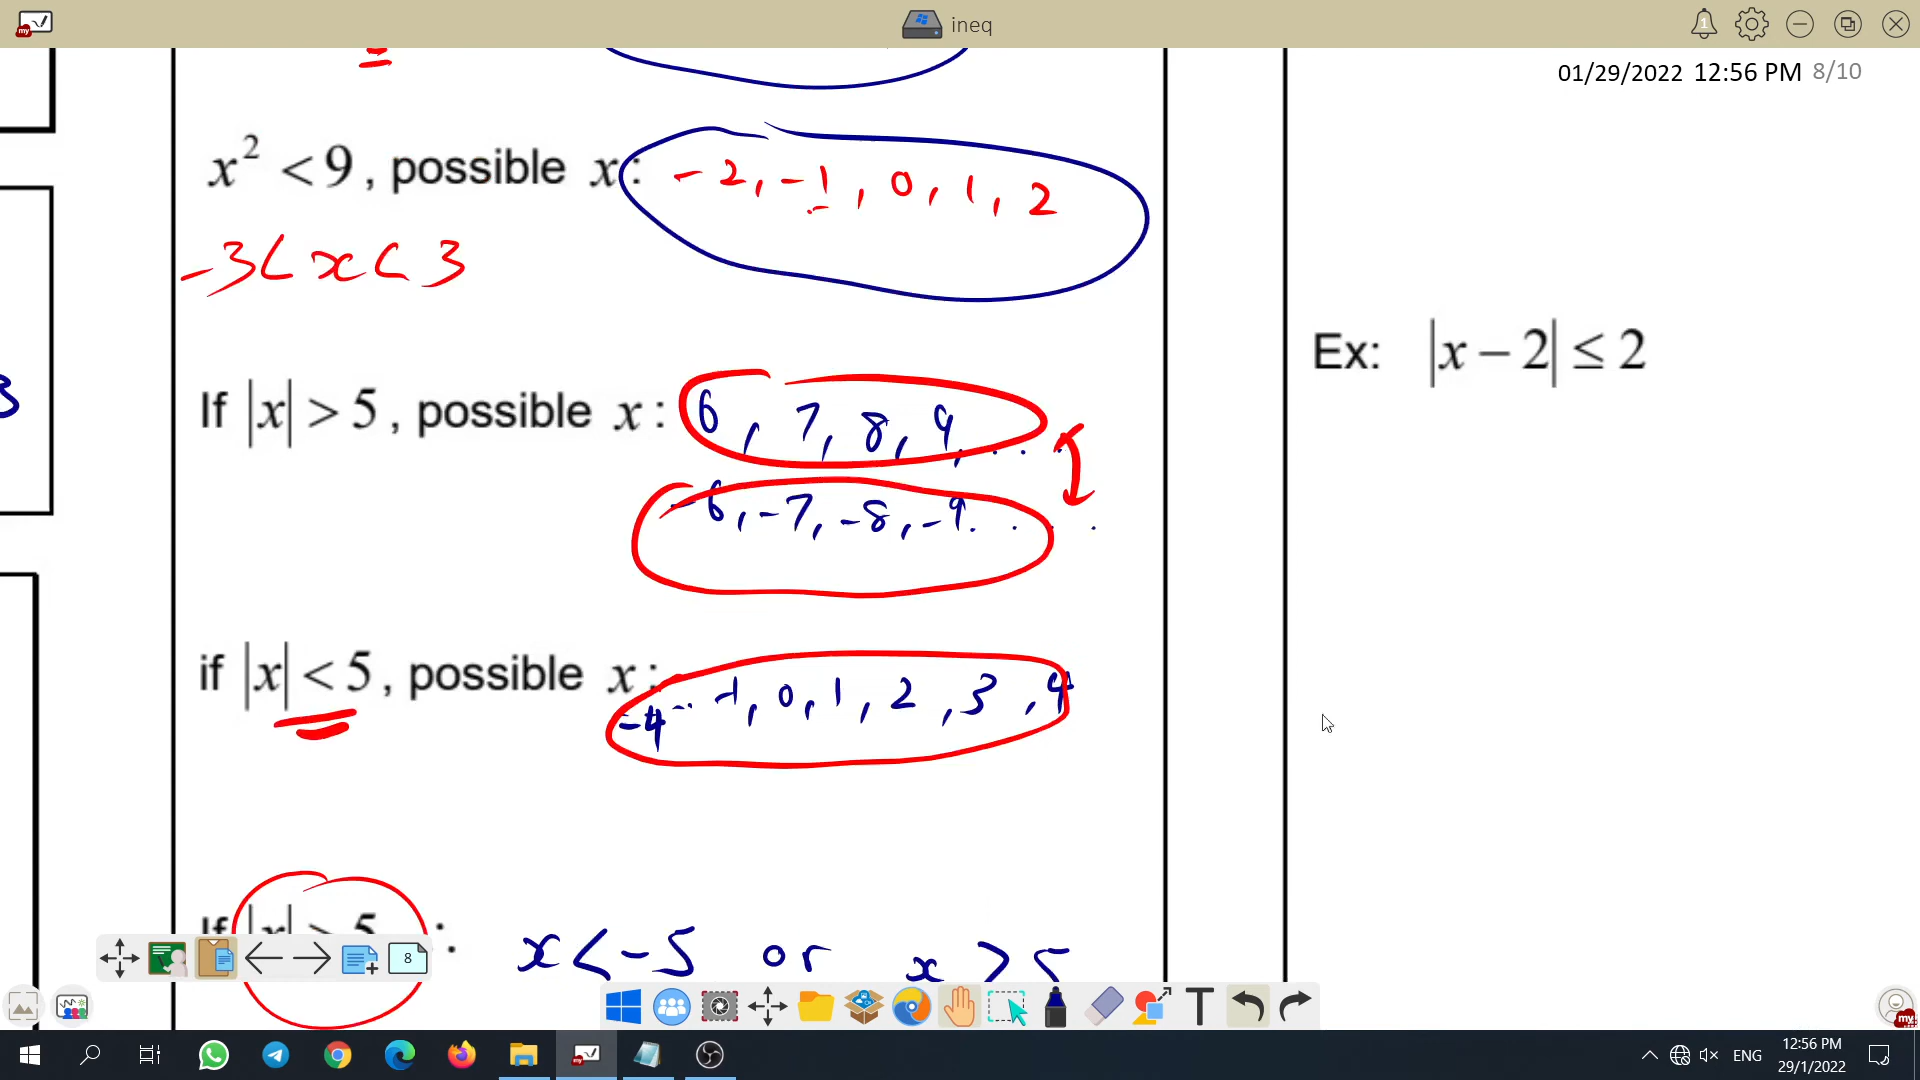 ineq
01/29/2022 12:56 PM 8/10
x² < 9, possible x: -2, -1, 0, 1, 2
-3 < x < 3
If |x| > 5, possible x: 6, 7, 8, 9, ...
-6, -7, -8, -9. . . .
if |x| < 5, possible x: -4 .. -1, 0, 1, 2, 3, 4
If |x| > 5 : x < -5 or x > 5
Ex: |x − 2| ≤ 2
8
ENG
12:56 PM
29/1/2022